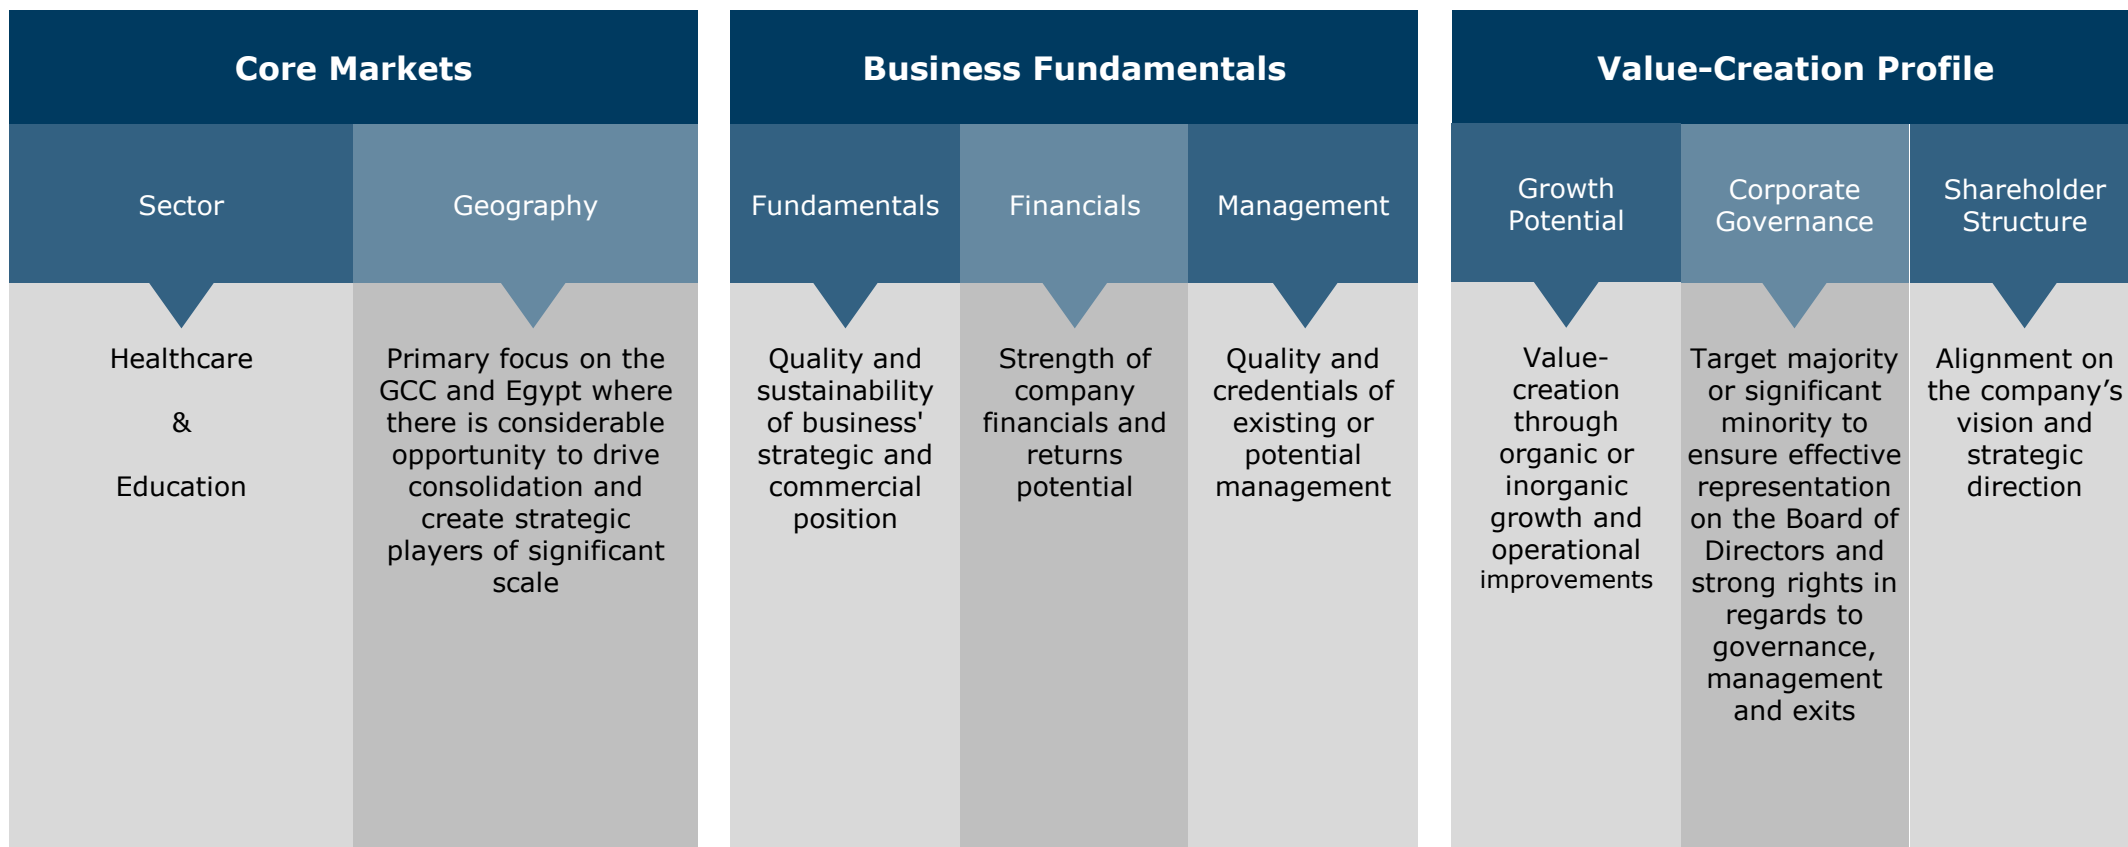 Core Markets
Sector
Geography
Healthcare
&
Education
Primary focus on the
GCC and Egypt where
there is considerable
opportunity to drive
consolidation and
create strategic
players of significant
scale
Business Fundamentals
Fundamentals
Financials
Management
Quality and
sustainability
of business'
strategic and
commercial
position
Strength of
company
financials and
returns
potential
Quality and
credentials of
existing or
potential
management
Value-Creation Profile
Growth
Potential
Corporate
Governance
Shareholder
Structure
Value-
creation
through
organic or
inorganic
growth and
operational
improvements
Target majority
or significant
minority to
ensure effective
representation
on the Board of
Directors and
strong rights in
regards to
governance,
management
and exits
Alignment on
the company’s
vision and
strategic
direction